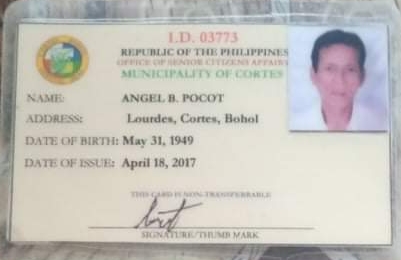 I.D. 03773
REPUBLIC OF THE PHILIPPINES
OFFICE OF SENIOR CITIZENS AFFAIRS
MUNICIPALITY OF CORTES
NAME: ANGEL B. POCOT
ADDRESS: Lourdes, Cortes, Bohol
DATE OF BIRTH: May 31, 1949
DATE OF ISSUE: April 18, 2017
THIS CARD IS NON-TRANSFERRABLE
SIGNATURE/THUMB MARK